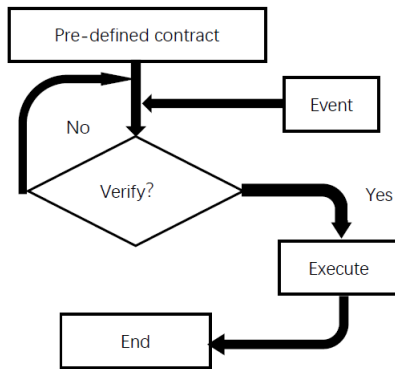 Pre-defined contract
Event
No
Verify?
Yes
Execute
End